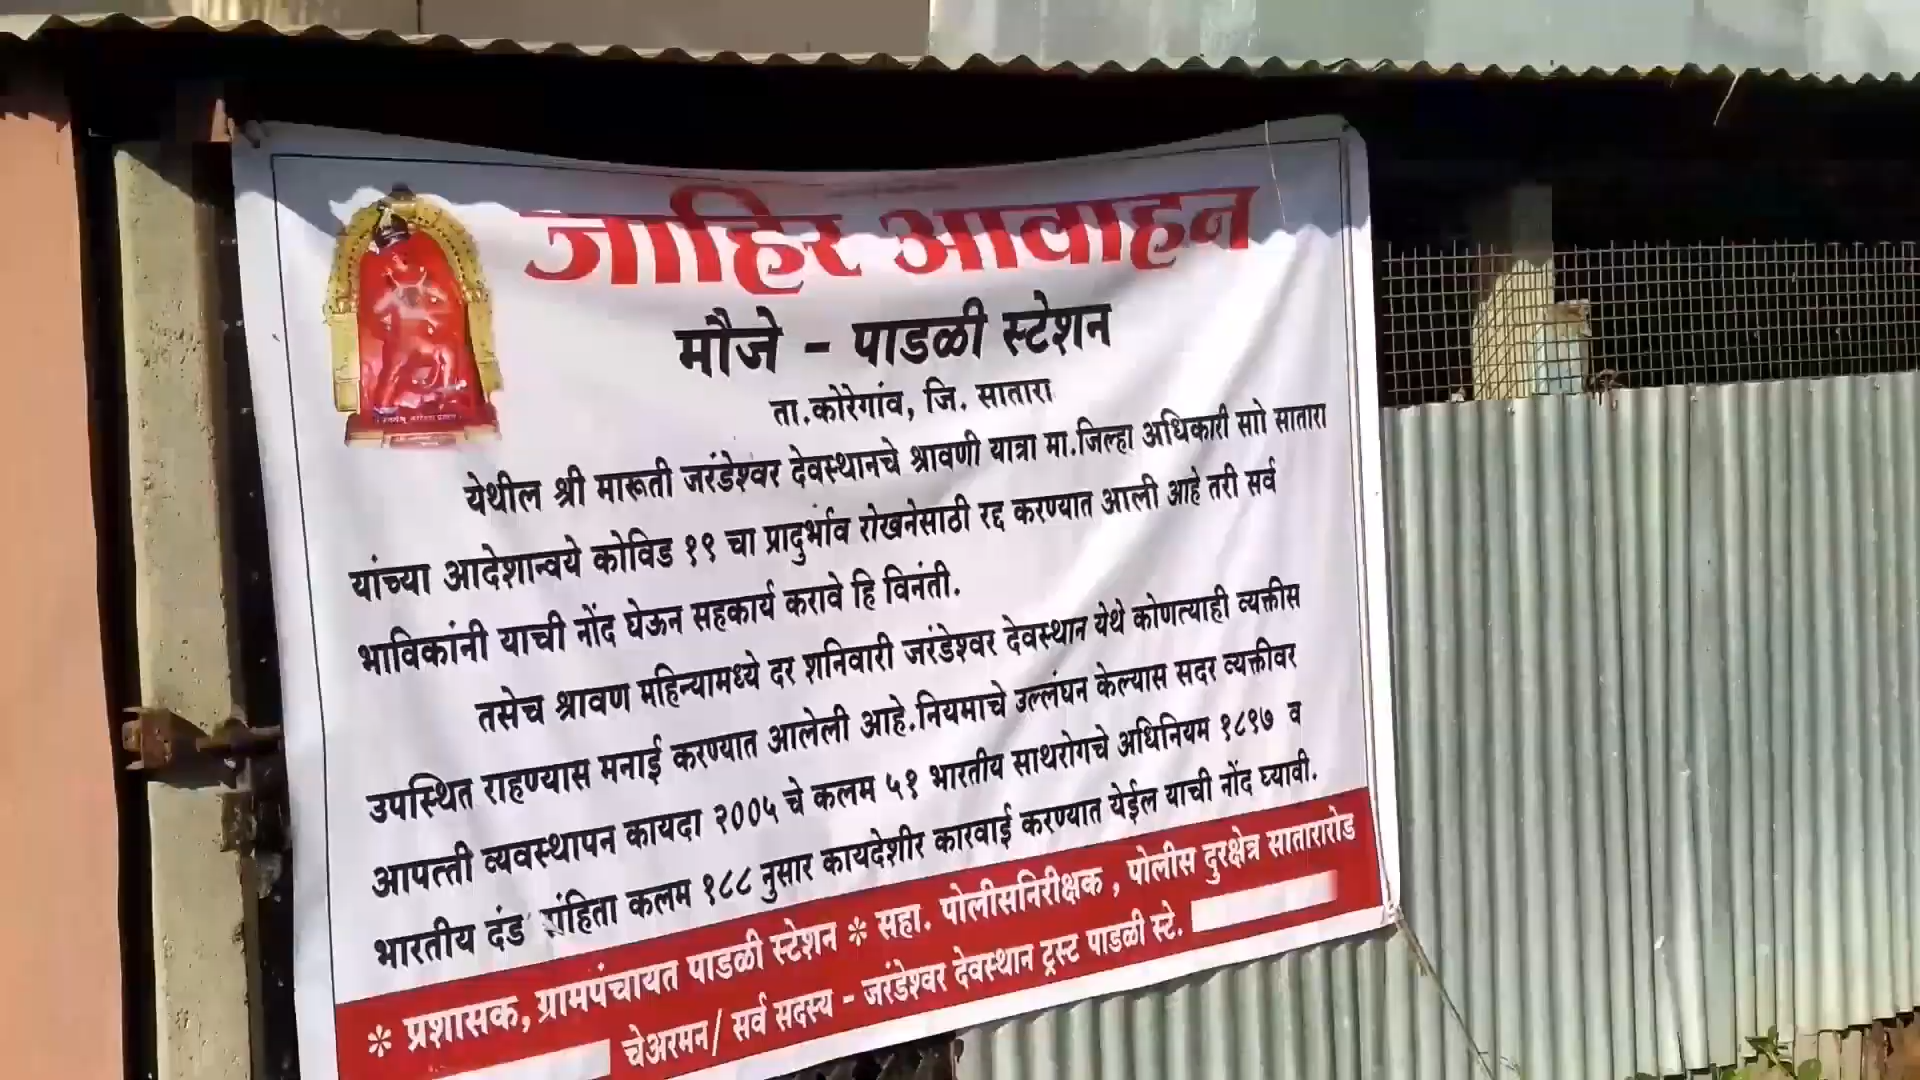 जाहिर आवाहन
मौजे - पाडळी स्टेशन
ता.कोरेगांव, जि. सातारा
येथील श्री मारूती जरंडेश्वर देवस्थानचे श्रावणी यात्रा मा.जिल्हा अधिकारी साो सातारा
यांच्या आदेशान्वये कोविड १९ चा प्रादुर्भाव रोखनेसाठी रद्द करण्यात आली आहे तरी सर्व
भाविकांनी याची नोंद घेऊन सहकार्य करावे हि विनंती.
तसेच श्रावण महिन्यामध्ये दर शनिवारी जरंडेश्वर देवस्थान येथे कोणत्याही व्यक्तीस
उपस्थित राहण्यास मनाई करण्यात आलेली आहे.नियमाचे उल्लंघन केल्यास सदर व्यक्तीवर
आपत्ती व्यवस्थापन कायदा २००५ चे कलम ५१ भारतीय साथरोगचे अधिनियम १८९७ व
भारतीय दंड संहिता कलम १८८ नुसार कायदेशीर कारवाई करण्यात येईल याची नोंद घ्यावी.
* प्रशासक, ग्रामपंचायत पाडळी स्टेशन * सहा. पोलीसनिरीक्षक , पोलीस दुरक्षेत्र सातारारोड
चेअरमन/ सर्व सदस्य - जरंडेश्वर देवस्थान ट्रस्ट पाडळी स्टे.